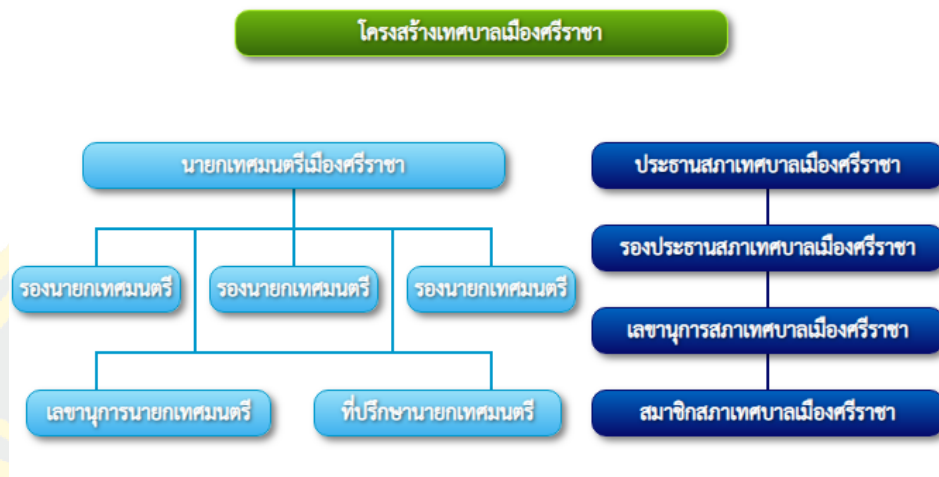 โครงสร้างเทศบาลเมืองศรีราชา
นายกเทศมนตรีเมืองศรีราชา
รองนายกเทศมนตรี
รองนายกเทศมนตรี
รองนายกเทศมนตรี
เลขานุการนายกเทศมนตรี
ที่ปรึกษานายกเทศมนตรี
ประธานสภาเทศบาลเมืองศรีราชา
รองประธานสภาเทศบาลเมืองศรีราชา
เลขานุการสภาเทศบาลเมืองศรีราชา
สมาชิกสภาเทศบาลเมืองศรีราชา